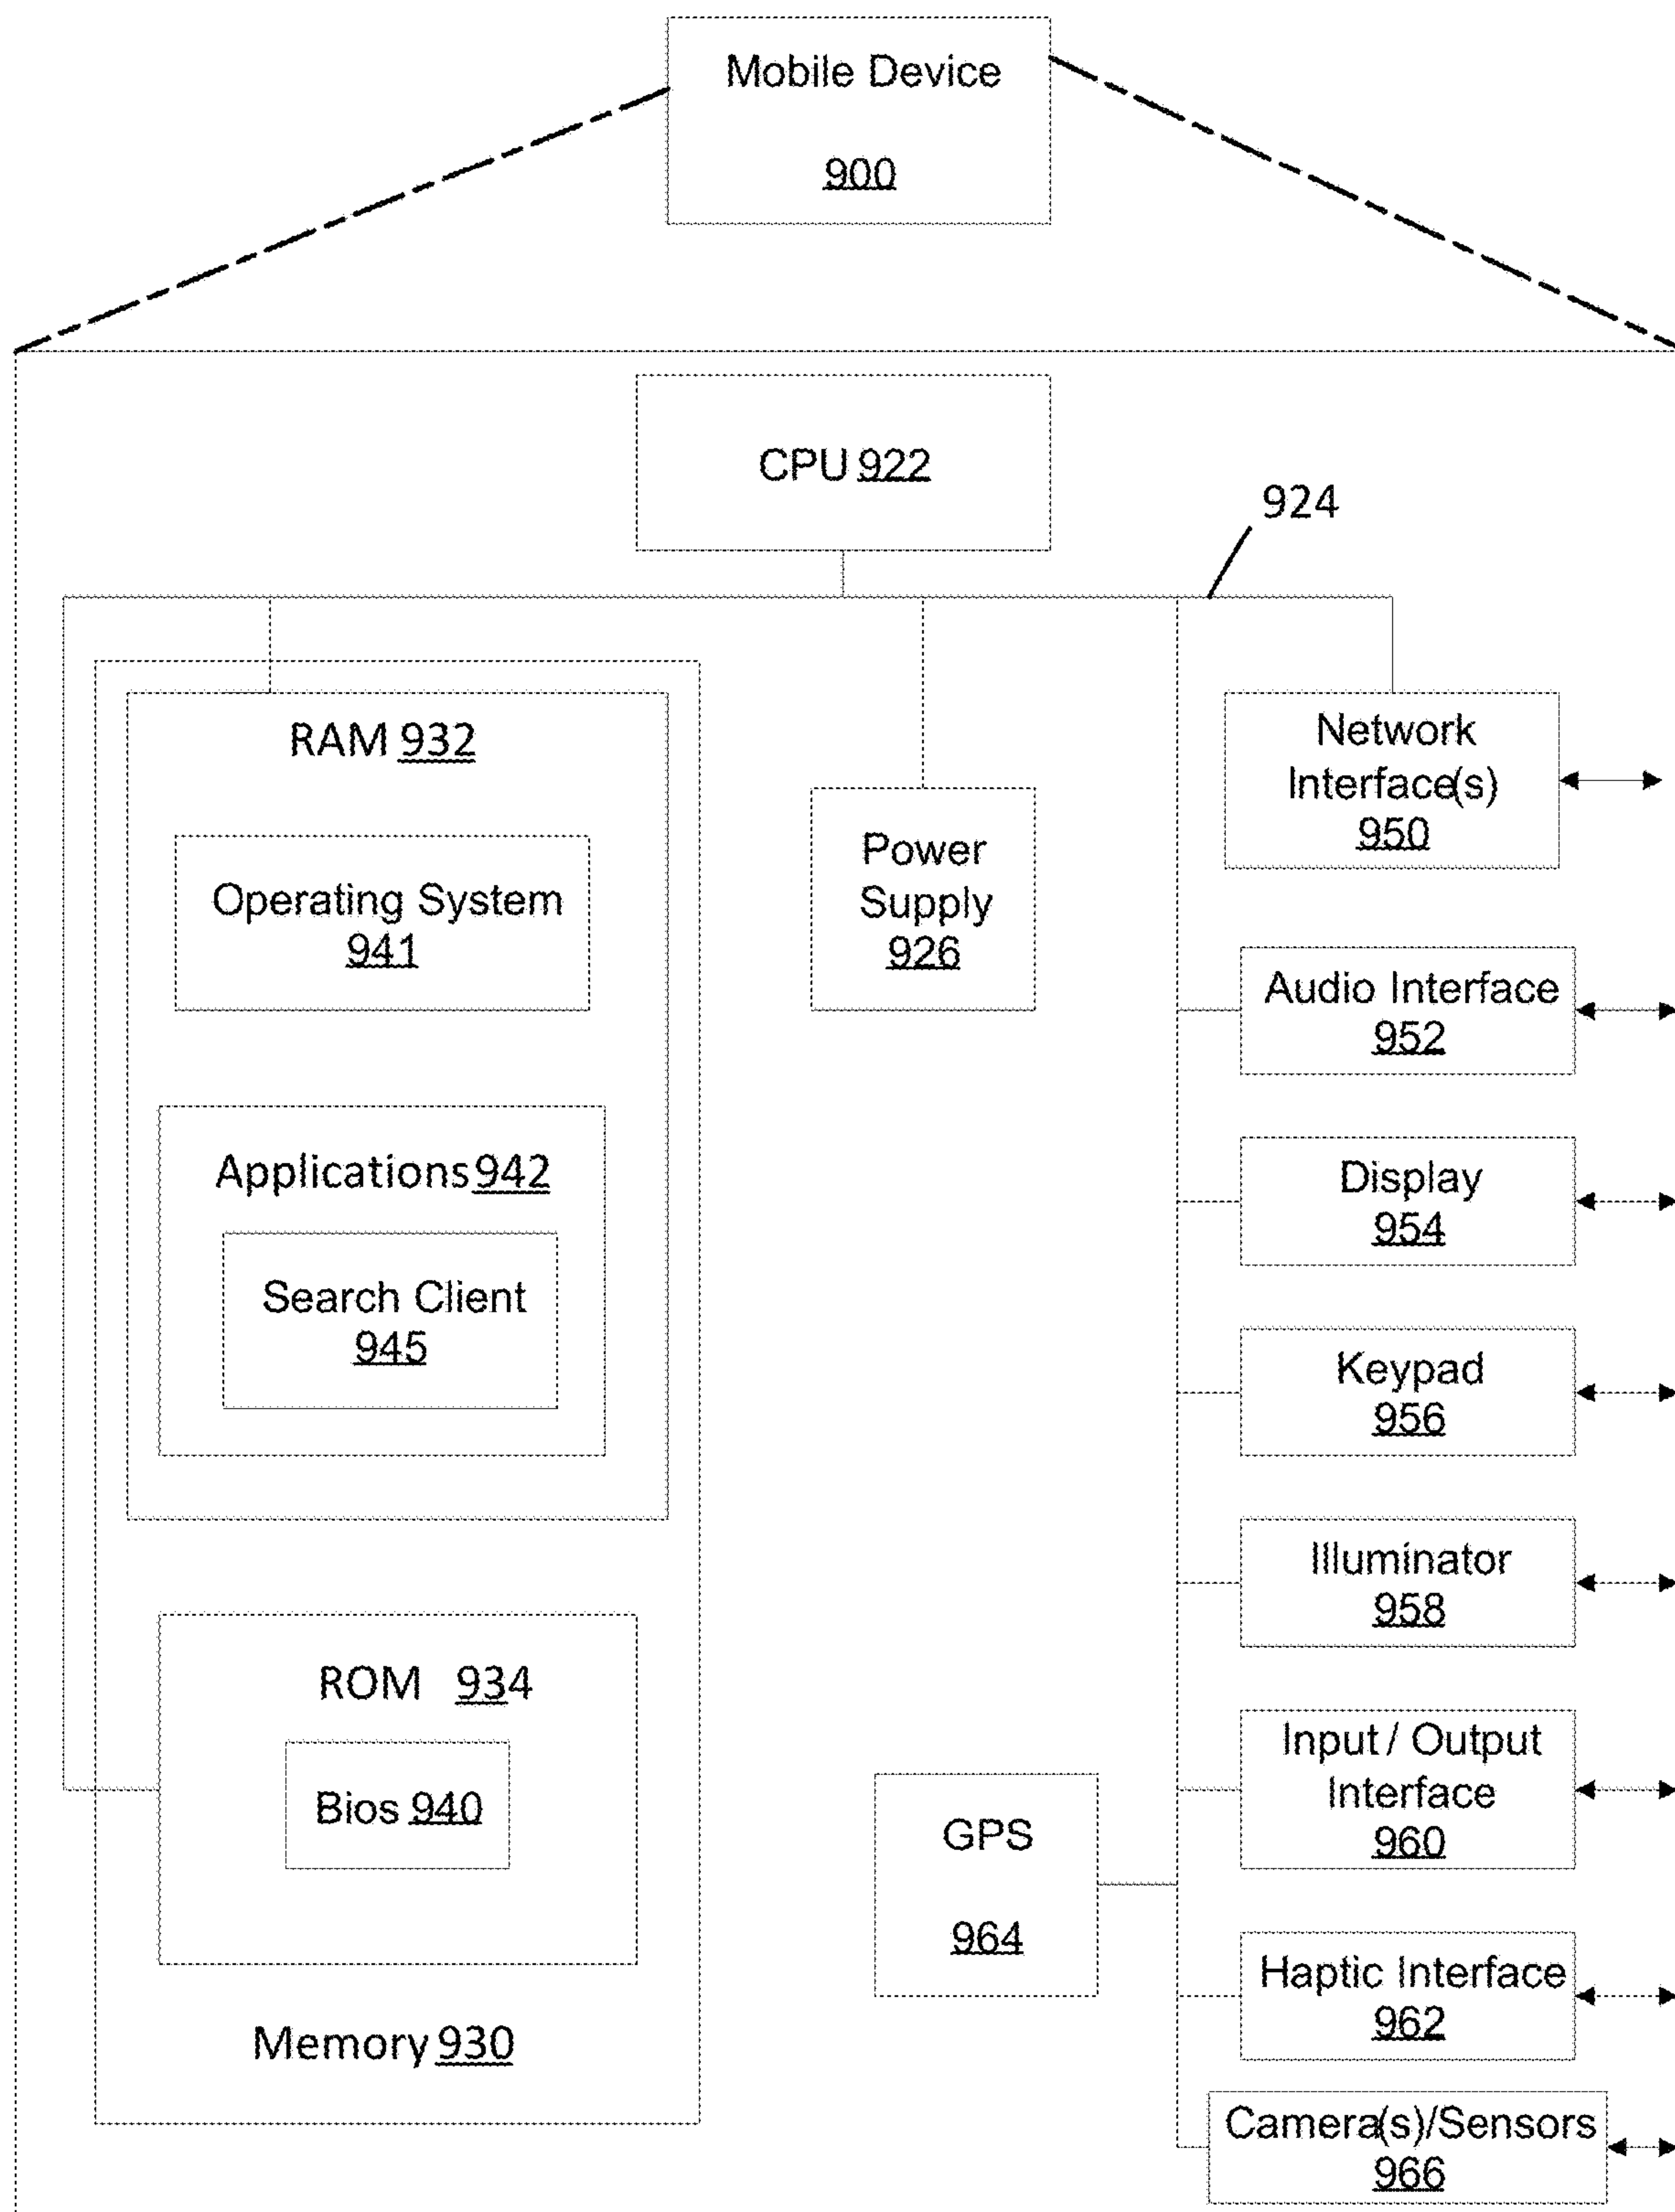 Mobile Device
900
CPU 922
924
RAM 932
Operating System
941
Applications 942
Search Client
945
ROM 934
Bios 940
Memory 930
Power
Supply
926
GPS
964
Network
Interface(s)
950
Audio Interface
952
Display
954
Keypad
956
Illuminator
958
Input / Output
Interface
960
Haptic Interface
962
Camera(s)/Sensors
966